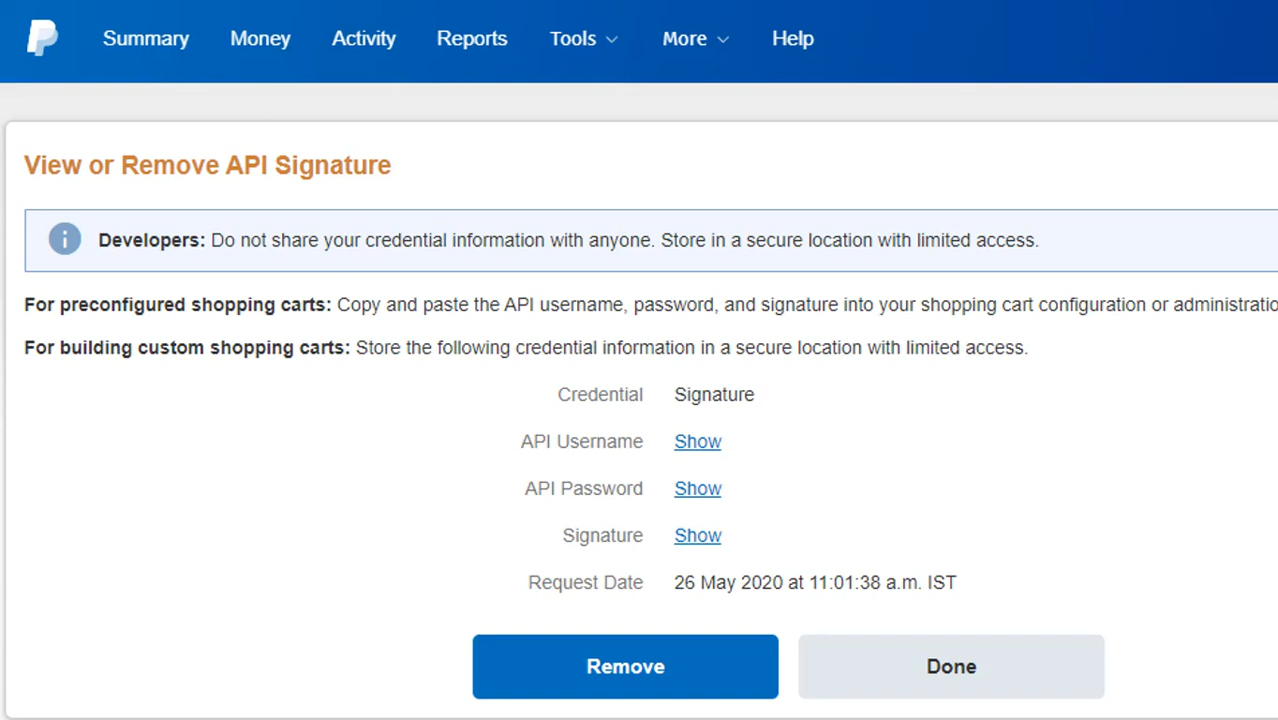 Summary Money Activity Reports Tools More Help
View or Remove API Signature
Developers: Do not share your credential information with anyone. Store in a secure location with limited access.
For preconfigured shopping carts: Copy and paste the API username, password, and signature into your shopping cart configuration or
For building custom shopping carts: Store the following credential information in a secure location with limited access.
Credential Signature
API Username Show
API Password Show
Signature Show
Request Date 26 May 2020 at 11:01:38 a.m. IST
Remove Done